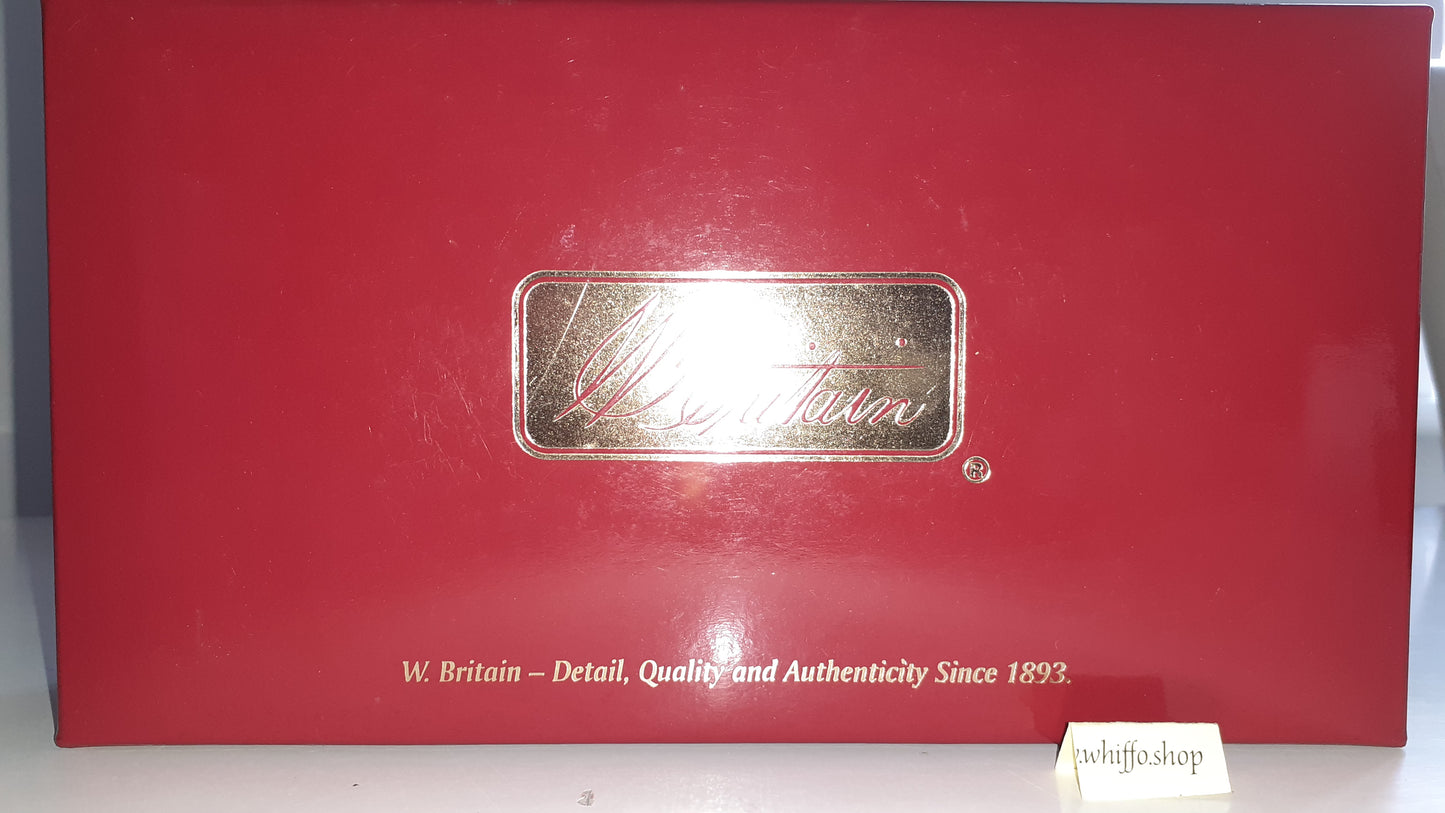 W. Britain
®
W. Britain – Detail, Quality and Authenticity Since 1893.
.whiffo.shop